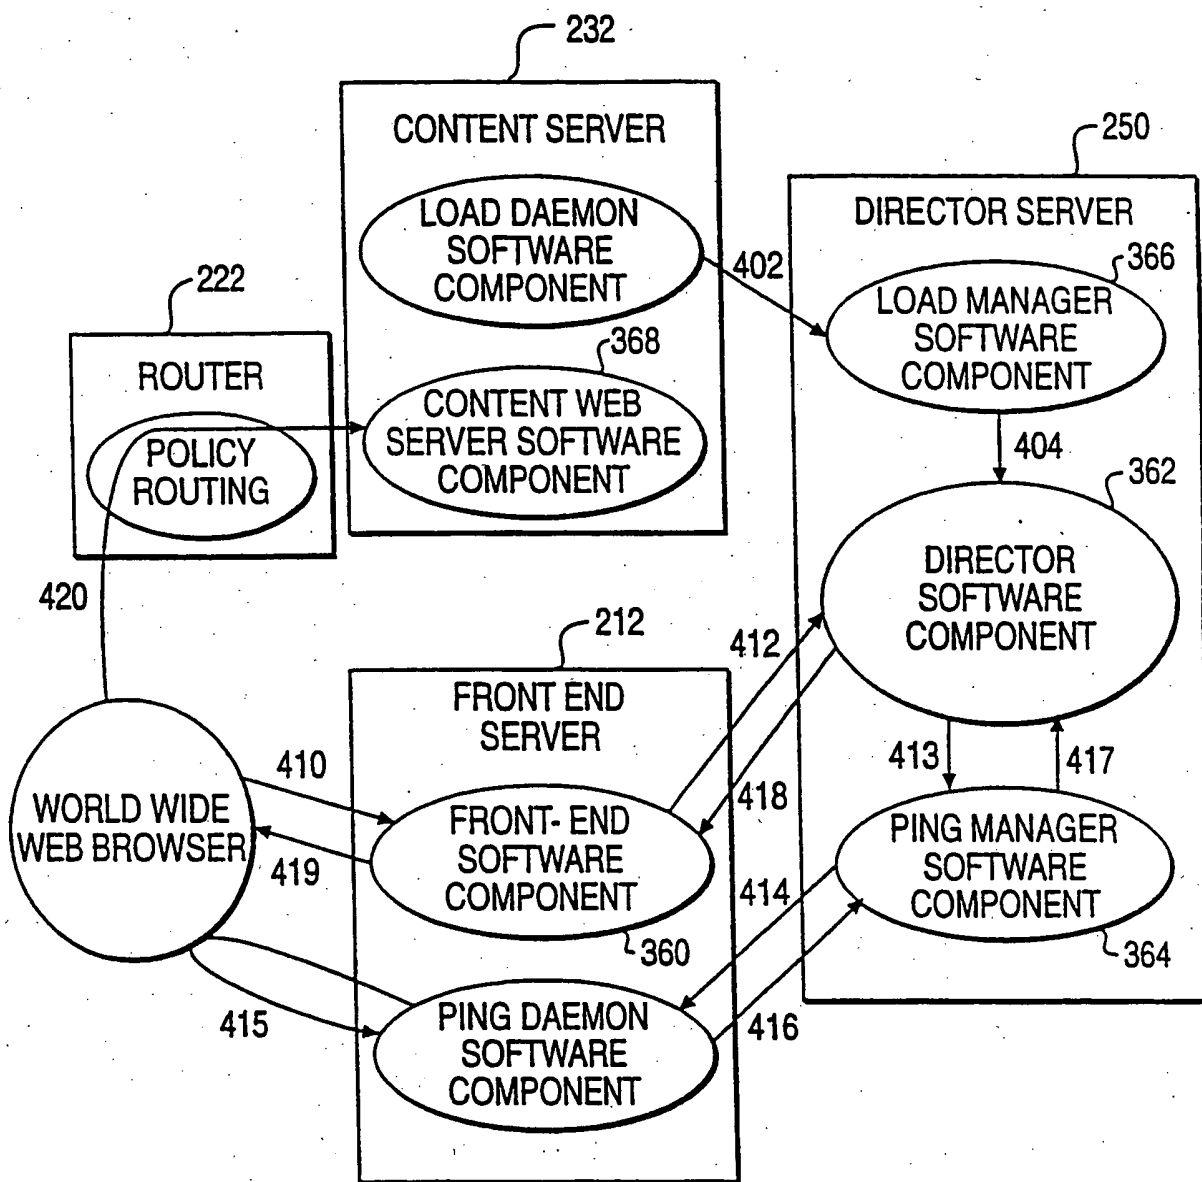 232
CONTENT SERVER
LOAD DAEMON
SOFTWARE
COMPONENT
368
CONTENT WEB
SERVER SOFTWARE
COMPONENT
402
250
DIRECTOR SERVER
366
LOAD MANAGER
SOFTWARE
COMPONENT
404
362
DIRECTOR
SOFTWARE
COMPONENT
413
417
PING MANAGER
SOFTWARE
COMPONENT
364
222
ROUTER
POLICY
ROUTING
420
WORLD WIDE
WEB BROWSER
410
419
415
212
FRONT END
SERVER
FRONT- END
SOFTWARE
COMPONENT
360
PING DAEMON
SOFTWARE
COMPONENT
412
418
414
416